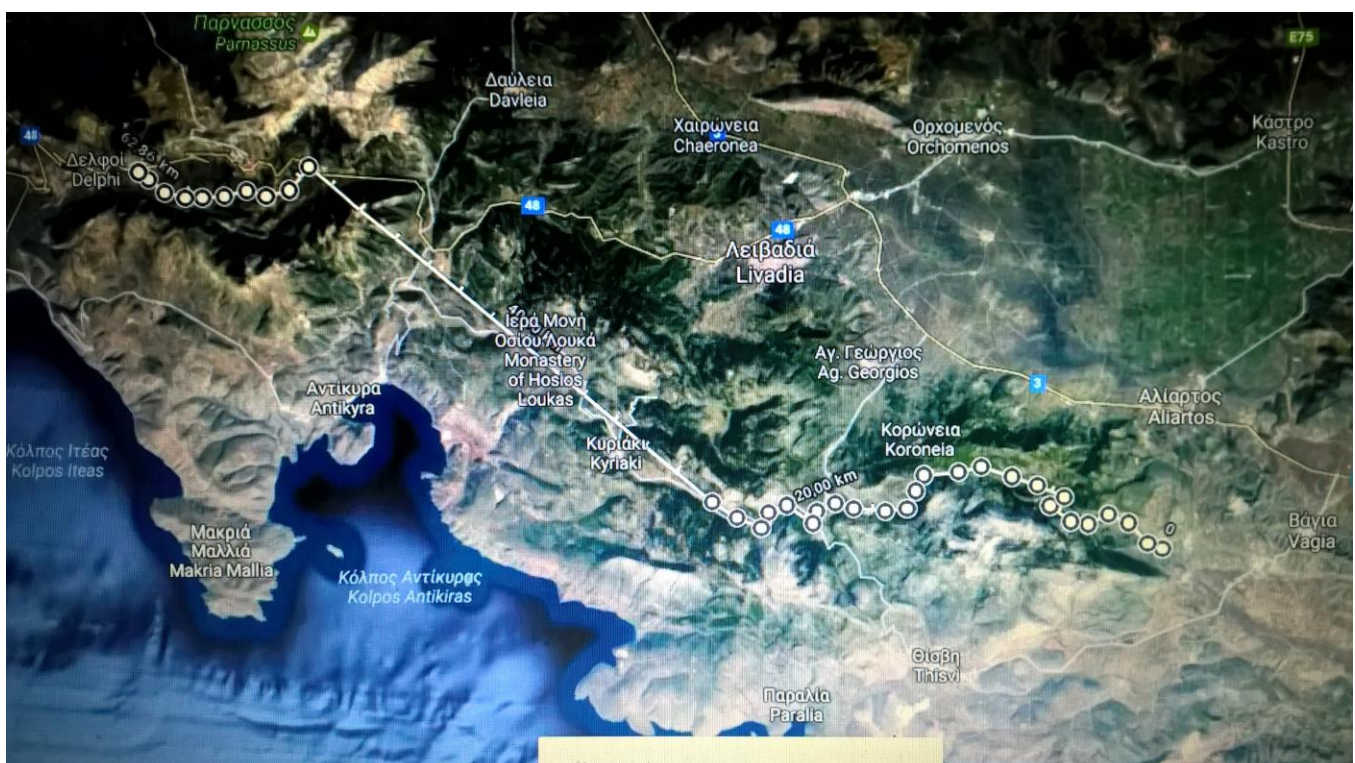 Παρνασσός
Parnassus
E75
Δαύλεια
Davleia
Χαιρώνεια
Chaeronea
3
Ορχομενός
Orchomenos
Κάστρο
Kastro
48
Δελφοί
Delphi
62.86 km
48
48
Λειβαδιά
Livadia
Ιερά Μονή
Οσίου Λουκά
Monastery
of Hosios
Loukas
Αγ. Γεώργιος
Ag. Georgios
3
Αλίαρτος
Aliartos
Αντίκυρα
Antikyra
Κυριάκι
Kyriaki
Κορώνεια
Koroneia
Κόλπος Ιτέας
Kolpos Iteas
20.00 km
0
Βάγια
Vagia
Μακριά
Μαλλιά
Makria Mallia
Κόλπος Αντίκυρας
Kolpos Antikiras
Θίσβη
Thisvi
Παραλία
Paralia